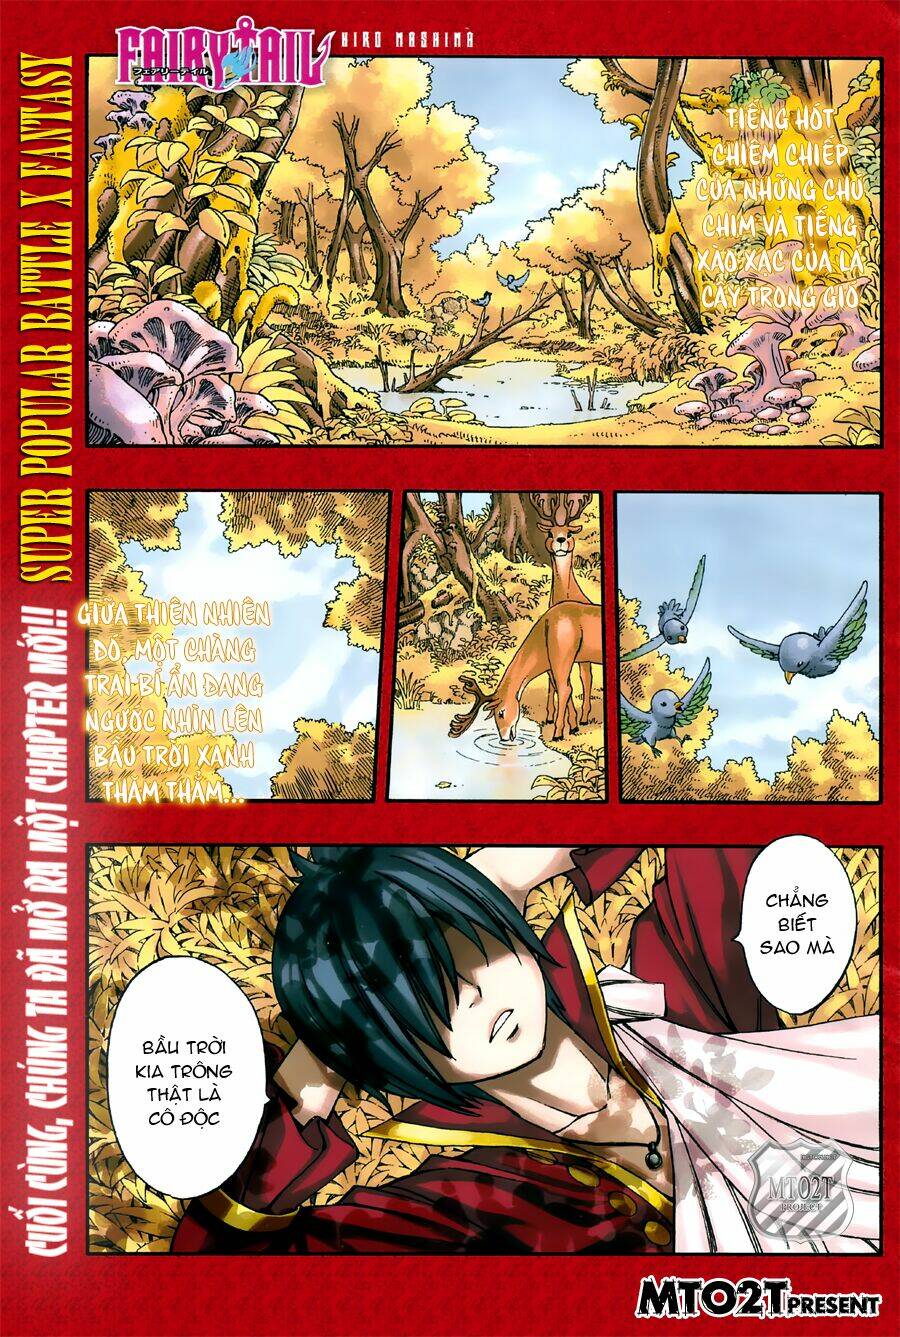 FAIRY TAIL
フェアリーテイル
HIRO MASHIMA
SUPER POPULAR BATTLE X FANTASY
CUỐI CÙNG, CHÚNG TA ĐÃ MỞ RA MỘT CHAPTER MỚI!!
TIẾNG HÓT
CHIÊM CHIẾP
CỦA NHỮNG CHÚ
CHIM VÀ TIẾNG
XÀO XẠC CỦA LÁ
CÂY TRONG GIÓ
GIỮA THIÊN NHIÊN
ĐÓ, MỘT CHÀNG
TRAI BÍ ẨN ĐANG
NGƯỚC NHÌN LÊN
BẦU TRỜI XANH
THĂM THẲM...
CHẲNG
BIẾT
SAO MÀ
BẦU TRỜI
KIA TRÔNG
THẬT LÀ
CÔ ĐỘC
MTO2T
PROJECT
MTO2T PRESENT